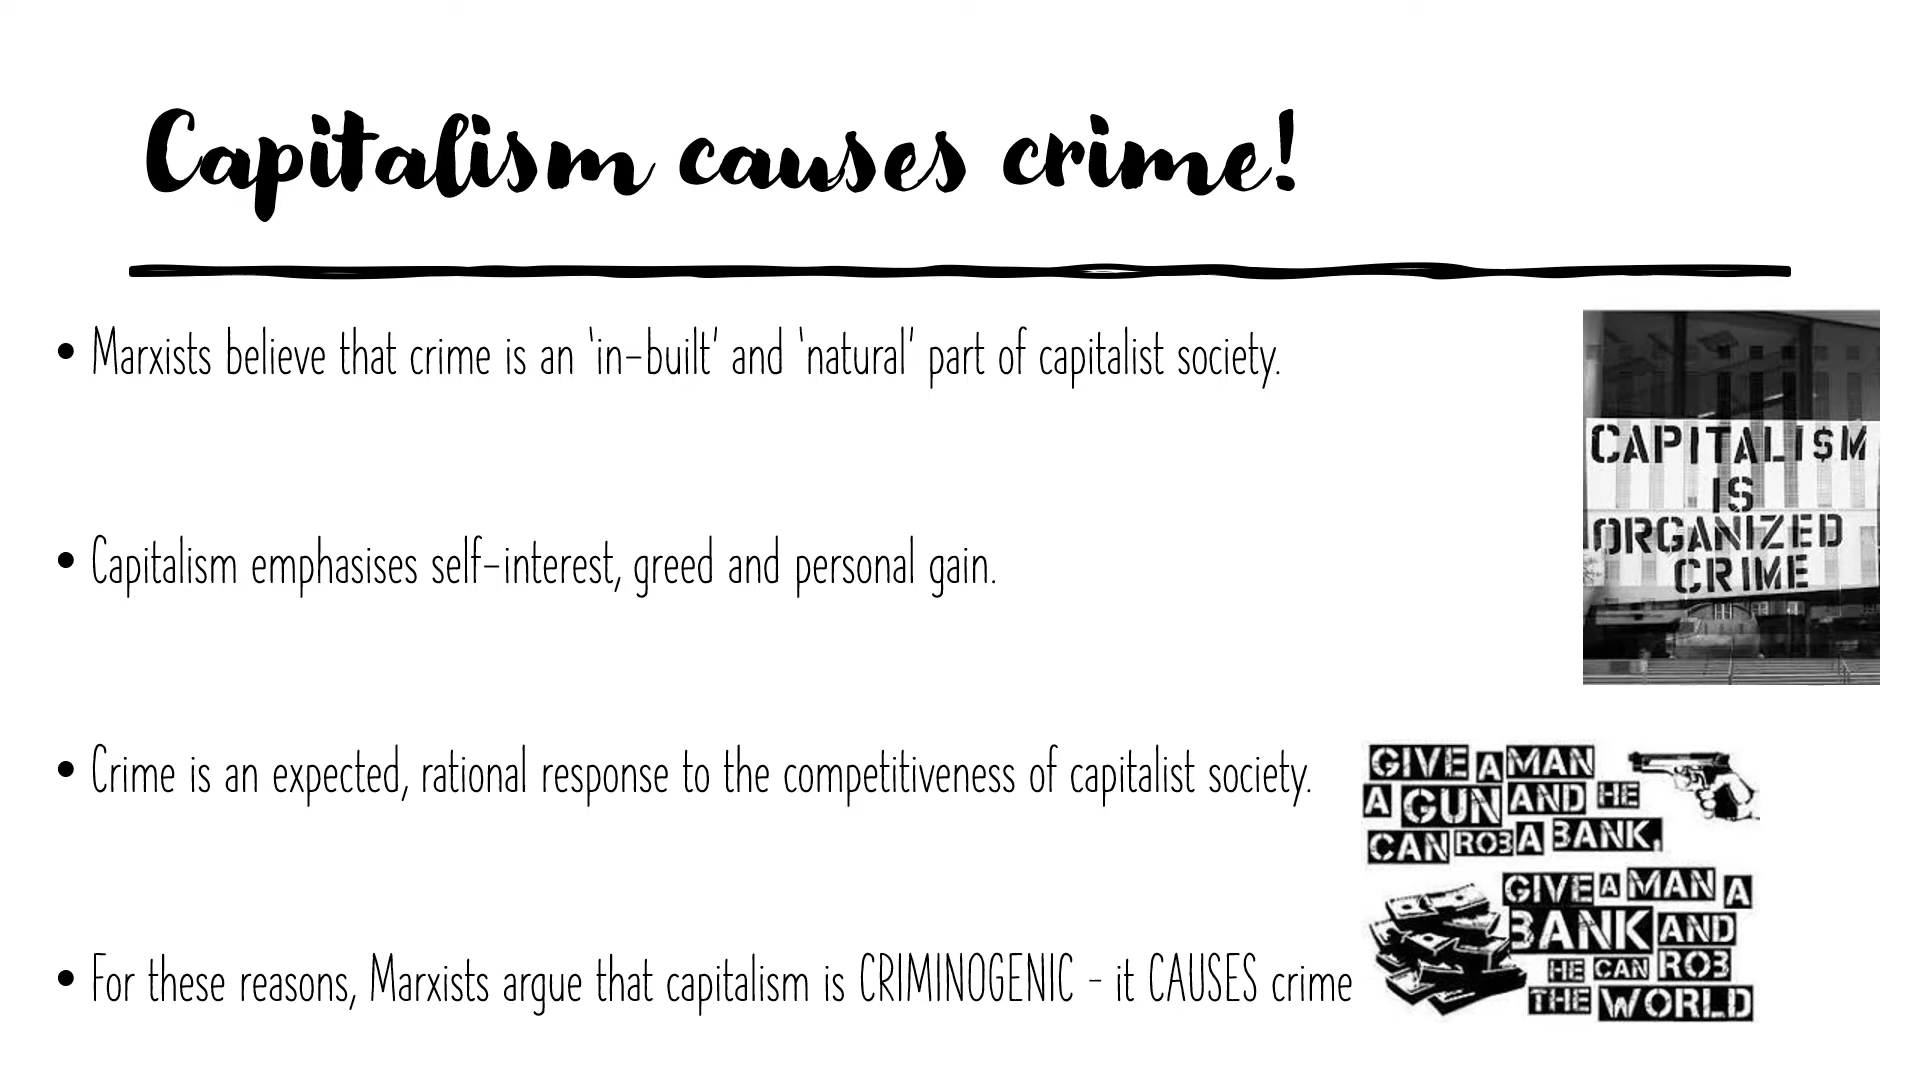 Capitalism causes crime!
• Marxists believe that crime is an ‘in-built’ and ‘natural’ part of capitalist society.
• Capitalism emphasises self-interest, greed and personal gain.
• Crime is an expected, rational response to the competitiveness of capitalist society.
• For these reasons, Marxists argue that capitalism is CRIMINOGENIC - it CAUSES crime
CAPITALI$M
IS
ORGANIZED
CRIME
GIVE A MAN
A GUN AND HE
CAN ROB A BANK,
GIVE A MAN A
BANK AND
HE CAN ROB
THE WORLD